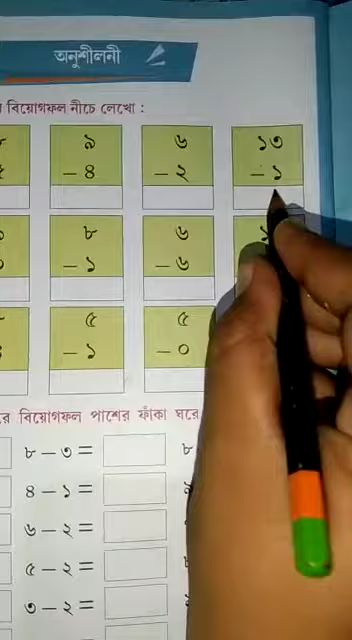 অনুশীলনী
বিয়োগফল নীচে লেখো :
৯ ৬ ১৩
– ৪ – ২ – ১
৮ ৬
– ১ – ৬
৫ ৫
– ১ – ০
বিয়োগফল পাশের ফাঁকা ঘরে
৮ – ৩ =
৪ – ১ =
৬ – ২ =
৫ – ২ =
৩ – ২ =